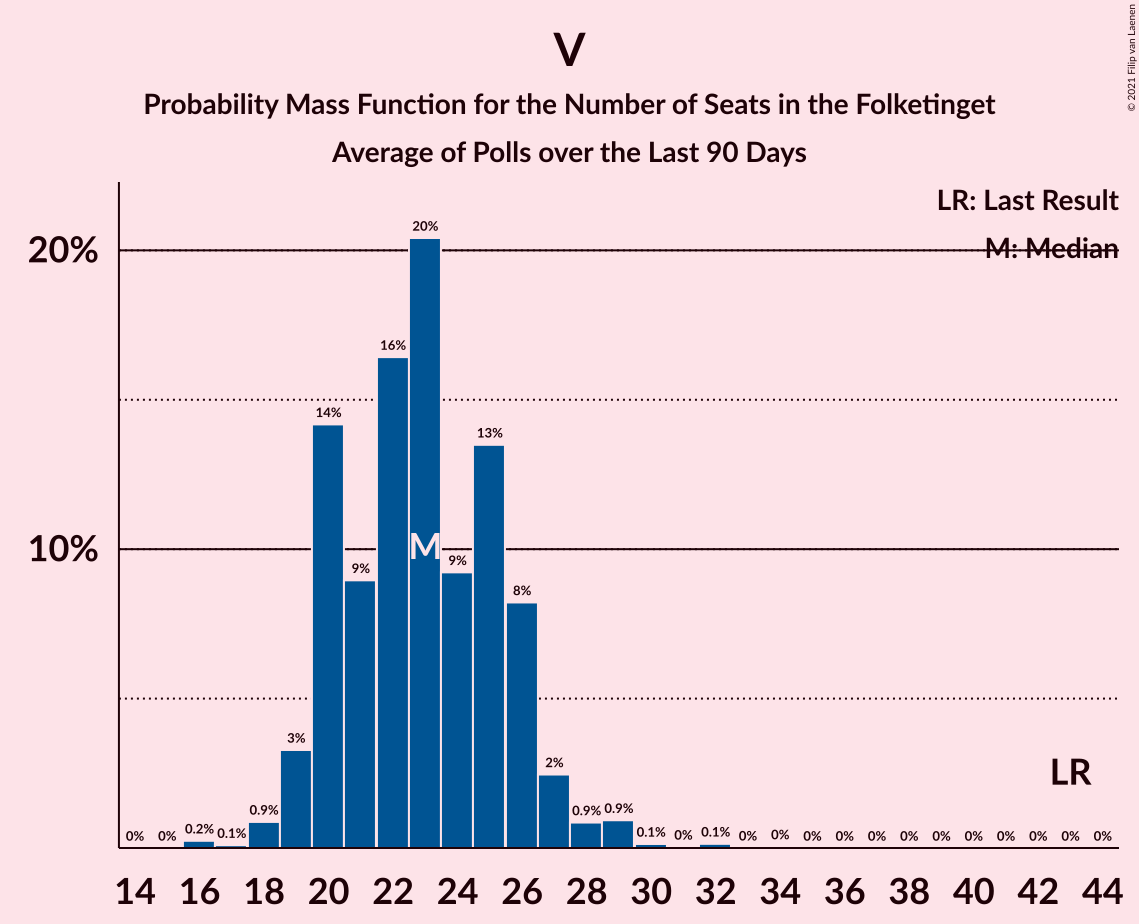 V
Probability Mass Function for the Number of Seats in the Folketinget
Average of Polls over the Last 90 Days
© 2021 Filip van Laenen
LR: Last Result
M: Median
20%
10%
0% 0% 0.2% 0.1% 0.9% 3% 14% 9% 16% 20% 9% 13% 8% 2% 0.9% 0.9% 0.1% 0% 0.1% 0% 0% 0% 0% 0% 0% 0% 0% 0% 0% 0% 0%
M
LR
14 16 18 20 22 24 26 28 30 32 34 36 38 40 42 44